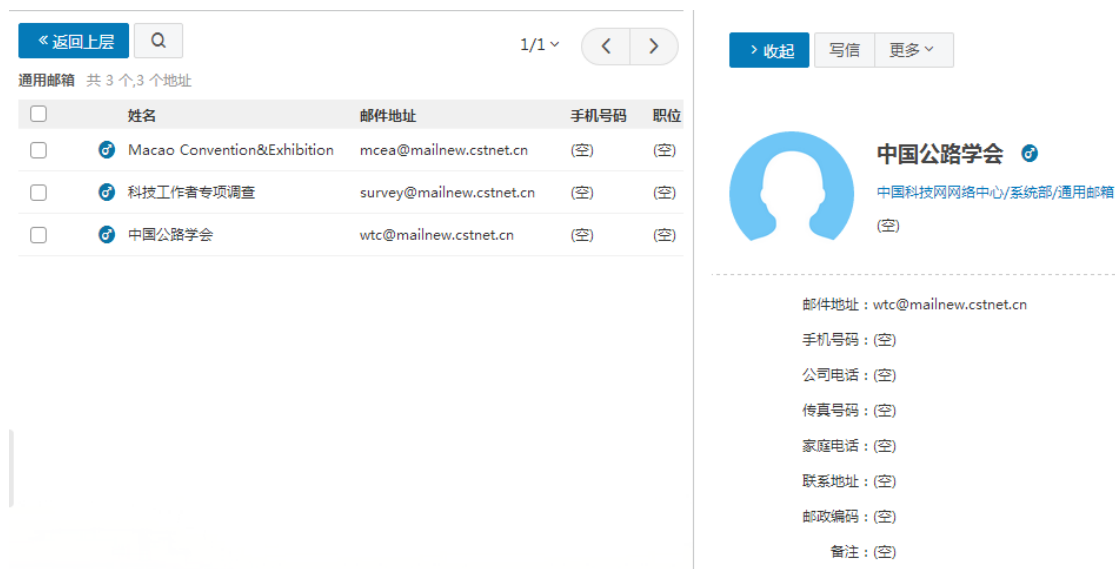 返回上层
1/1
通用邮箱 共 3 个,3 个地址
姓名 邮件地址 手机号码 职位
Macao Convention&Exhibition mcea@mailnew.cstnet.cn (空) (空)
科技工作者专项调查 survey@mailnew.cstnet.cn (空) (空)
中国公路学会 wtc@mailnew.cstnet.cn (空) (空)
收起 写信 更多
中国公路学会
中国科技网网络中心/系统部/通用邮箱
(空)
邮件地址：wtc@mailnew.cstnet.cn
手机号码：(空)
公司电话：(空)
传真号码：(空)
家庭电话：(空)
联系地址：(空)
邮政编码：(空)
备注：(空)